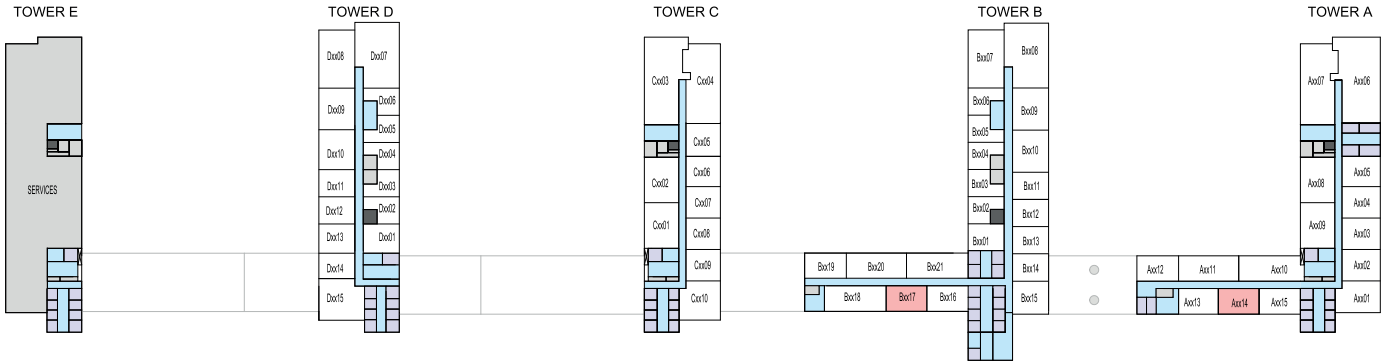 TOWER E
TOWER D
TOWER C
TOWER B
TOWER A
SERVICES
Dxx08
Dxx07
Dxx09
Dxx06
Dxx05
Dxx10
Dxx04
Dxx11
Dxx03
Dxx12
Dxx02
Dxx13
Dxx01
Dxx14
Dxx15
Cxx03
Cxx04
Cxx05
Cxx02
Cxx06
Cxx07
Cxx01
Cxx08
Cxx09
Cxx10
Bxx07
Bxx08
Bxx06
Bxx09
Bxx05
Bxx04
Bxx10
Bxx03
Bxx11
Bxx02
Bxx12
Bxx01
Bxx13
Bxx19
Bxx20
Bxx21
Bxx14
Bxx18
Bxx17
Bxx16
Bxx15
Axx07
Axx06
Axx05
Axx08
Axx04
Axx09
Axx03
Axx12
Axx11
Axx10
Axx02
Axx13
Axx14
Axx15
Axx01